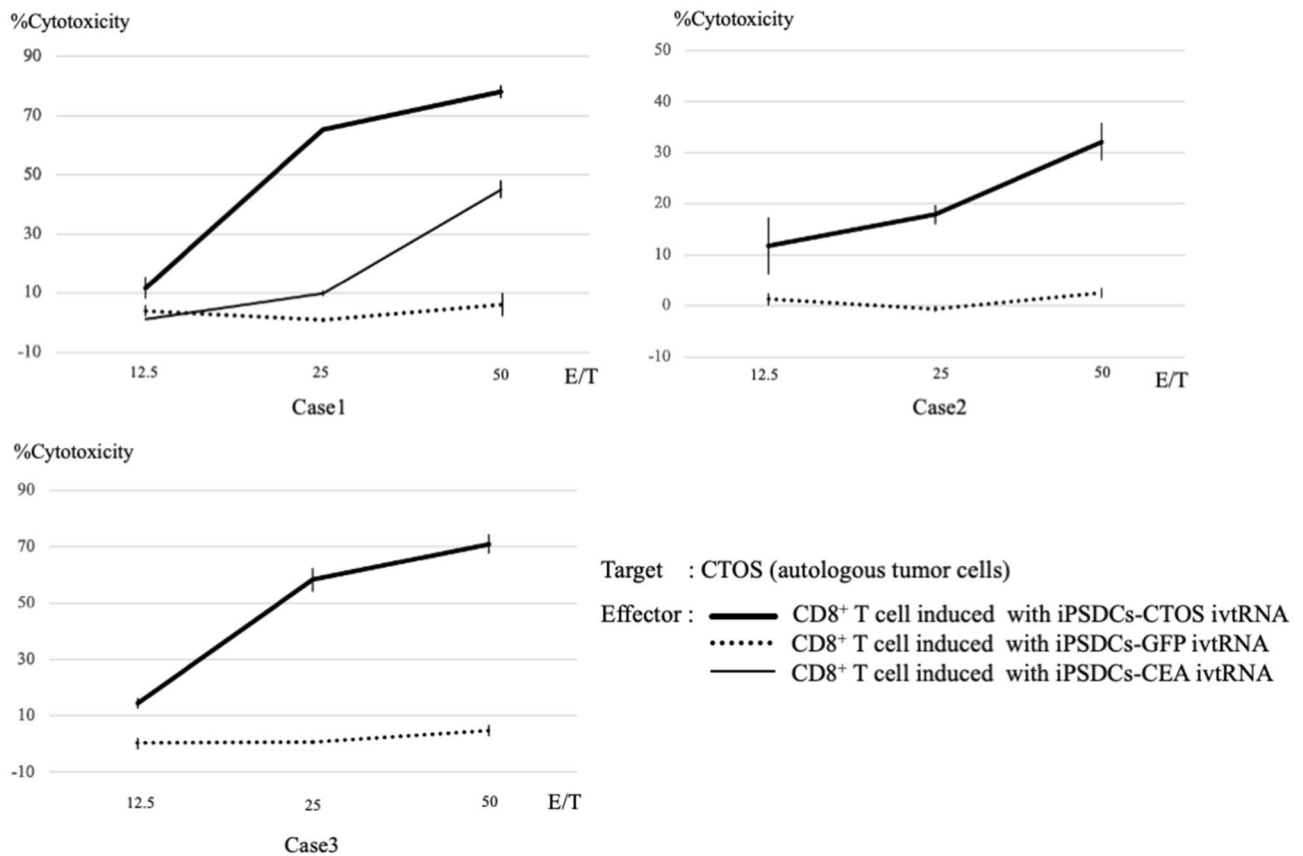 %Cytotoxicity
90
70
50
30
10
-10
12.5 25 50 E/T
Case1
%Cytotoxicity
50
40
30
20
10
0
-10
12.5 25 50 E/T
Case2
%Cytotoxicity
90
70
50
30
10
-10
12.5 25 50 E/T
Case3
Target : CTOS (autologous tumor cells)
Effector : CD8⁺ T cell induced with iPSDCs-CTOS ivtRNA
CD8⁺ T cell induced with iPSDCs-GFP ivtRNA
CD8⁺ T cell induced with iPSDCs-CEA ivtRNA